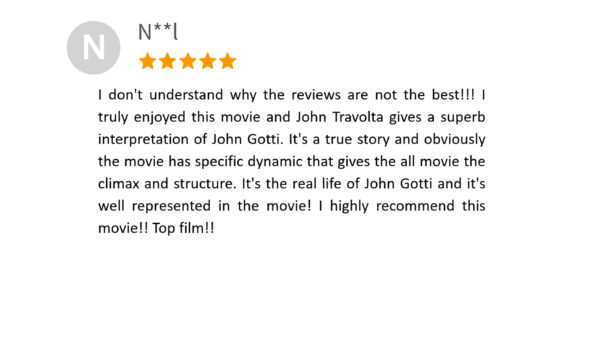 N
N**l
I don't understand why the reviews are not the best!!! I
truly enjoyed this movie and John Travolta gives a superb
interpretation of John Gotti. It's a true story and obviously
the movie has specific dynamic that gives the all movie the
climax and structure. It's the real life of John Gotti and it's
well represented in the movie! I highly recommend this
movie!! Top film!!